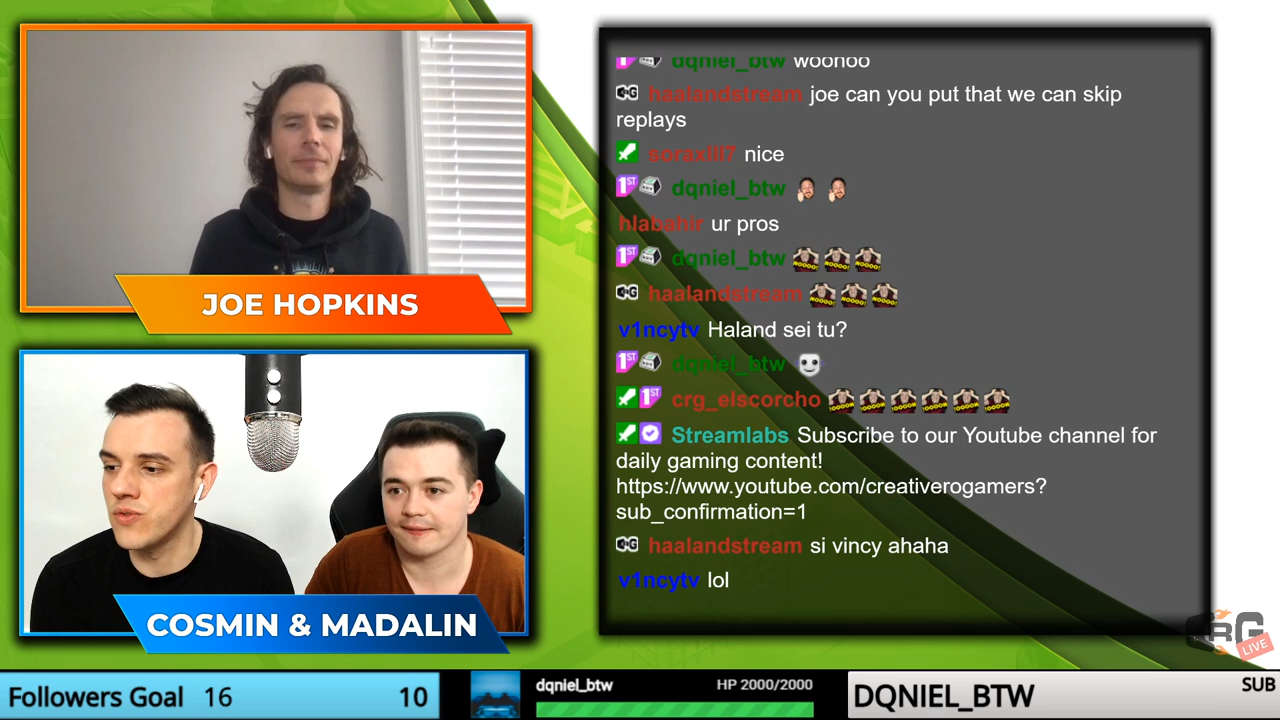 JOE HOPKINS
COSMIN & MADALIN
dqniel_btw woohoo
haalandstream joe can you put that we can skip
replays
soraxlll7 nice
dqniel_btw
hlabahir ur pros
dqniel_btw
haalandstream
v1ncytv Haland sei tu?
dqniel_btw
crg_elscorcho
Streamlabs Subscribe to our Youtube channel for
daily gaming content!
https://www.youtube.com/creativerogamers?
sub_confirmation=1
haalandstream si vincy ahaha
v1ncytv lol
CRG
LIVE
Followers Goal 16 10
dqniel_btw HP 2000/2000
DQNIEL_BTW SUB